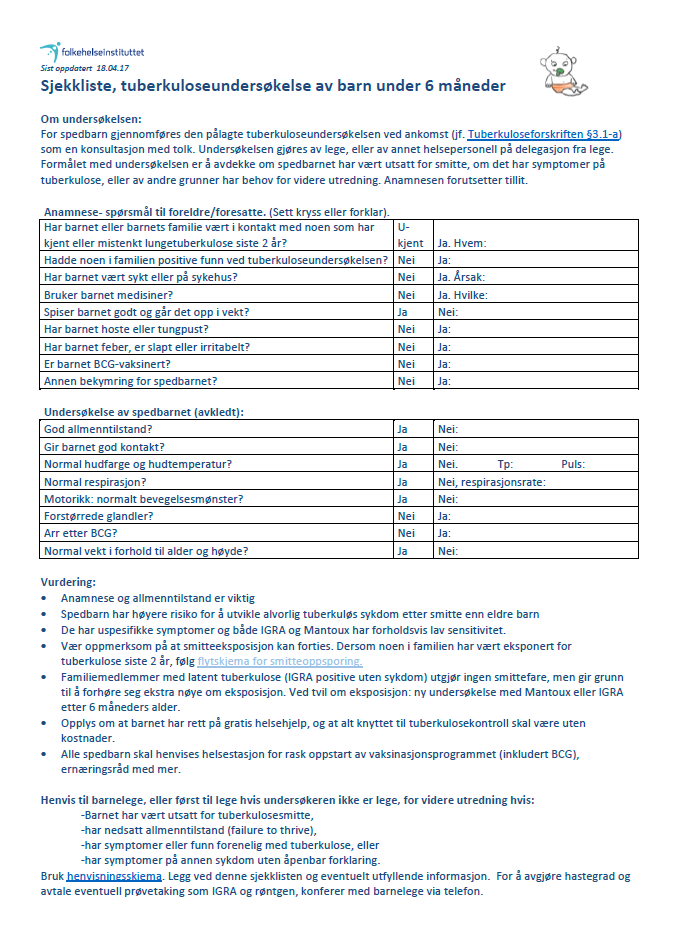 folkehelseinstituttet
Sist oppdatert 18.04.17
Sjekkliste, tuberkuloseundersøkelse av barn under 6 måneder
Om undersøkelsen:
For spedbarn gjennomføres den pålagte tuberkuloseundersøkelsen ved ankomst (jf. Tuberkuloseforskriften §3.1-a)
som en konsultasjon med tolk. Undersøkelsen gjøres av lege, eller av annet helsepersonell på delegasjon fra lege.
Formålet med undersøkelsen er å avdekke om spedbarnet har vært utsatt for smitte, om det har symptomer på
tuberkulose, eller av andre grunner har behov for videre utredning. Anamnesen forutsetter tillit.
Anamnese- spørsmål til foreldre/foresatte. (Sett kryss eller forklar).
Har barnet eller barnets familie vært i kontakt med noen som har
kjent eller mistenkt lungetuberkulose siste 2 år?
U-
kjent
Ja. Hvem:
Hadde noen i familien positive funn ved tuberkuloseundersøkelsen? Nei Ja:
Har barnet vært sykt eller på sykehus? Nei Ja. Årsak:
Bruker barnet medisiner? Nei Ja. Hvilke:
Spiser barnet godt og går det opp i vekt? Ja Nei:
Har barnet hoste eller tungpust? Nei Ja:
Har barnet feber, er slapt eller irritabelt? Nei Ja:
Er barnet BCG-vaksinert? Nei Ja:
Annen bekymring for spedbarnet? Nei Ja:
Undersøkelse av spedbarnet (avkledt):
God allmenntilstand? Ja Nei:
Gir barnet god kontakt? Ja Nei:
Normal hudfarge og hudtemperatur? Ja Nei. Tp: Puls:
Normal respirasjon? Ja Nei, respirasjonsrate:
Motorikk: normalt bevegelsesmønster? Ja Nei:
Forstørrede glandler? Nei Ja:
Arr etter BCG? Nei Ja:
Normal vekt i forhold til alder og høyde? Ja Nei:
Vurdering:
• Anamnese og allmenntilstand er viktig
• Spedbarn har høyere risiko for å utvikle alvorlig tuberkuløs sykdom etter smitte enn eldre barn
• De har uspesifikke symptomer og både IGRA og Mantoux har forholdsvis lav sensitivitet.
• Vær oppmerksom på at smitteeksposisjon kan forties. Dersom noen i familien har vært eksponert for
tuberkulose siste 2 år, følg flytskjema for smitteoppsporing.
• Familiemedlemmer med latent tuberkulose (IGRA positive uten sykdom) utgjør ingen smittefare, men gir grunn
til å forhøre seg ekstra nøye om eksposisjon. Ved tvil om eksposisjon: ny undersøkelse med Mantoux eller IGRA
etter 6 måneders alder.
• Opplys om at barnet har rett på gratis helsehjelp, og at alt knyttet til tuberkulosekontroll skal være uten
kostnader.
• Alle spedbarn skal henvises helsestasjon for rask oppstart av vaksinasjonsprogrammet (inkludert BCG),
ernæringsråd med mer.
Henvis til barnelege, eller først til lege hvis undersøkeren ikke er lege, for videre utredning hvis:
-Barnet har vært utsatt for tuberkulosesmitte,
-har nedsatt allmenntilstand (failure to thrive),
-har symptomer eller funn forenelig med tuberkulose, eller
-har symptomer på annen sykdom uten åpenbar forklaring.
Bruk henvisningsskjema. Legg ved denne sjekklisten og eventuelt utfyllende informasjon. For å avgjøre hastegrad og
avtale eventuell prøvetaking som IGRA og røntgen, konferer med barnelege via telefon.